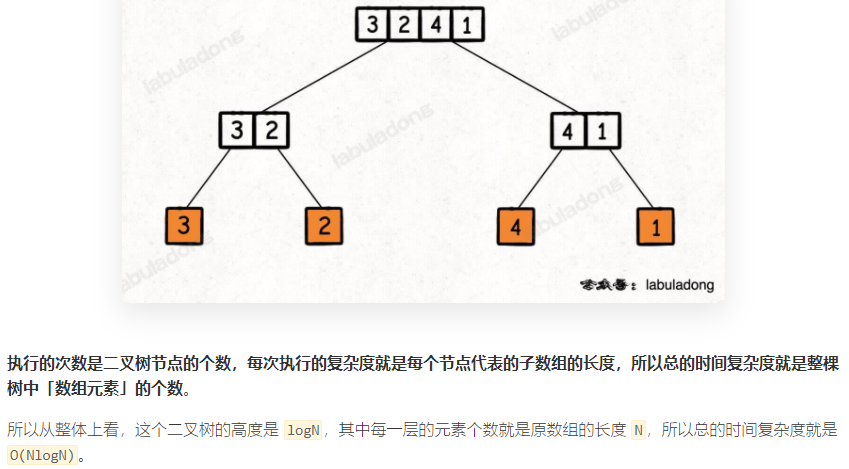 labuladong
labuladong
3 2 4 1
labuladong
3 2
4 1
labuladong
labuladong
3
2
4
1
公众号：labuladong
执行的次数是二叉树节点的个数，每次执行的复杂度就是每个节点代表的子数组的长度，所以总的时间复杂度就是整棵
树中「数组元素」的个数。
所以从整体上看，这个二叉树的高度是 logN，其中每一层的元素个数就是原数组的长度 N，所以总的时间复杂度就是
O(NlogN)。